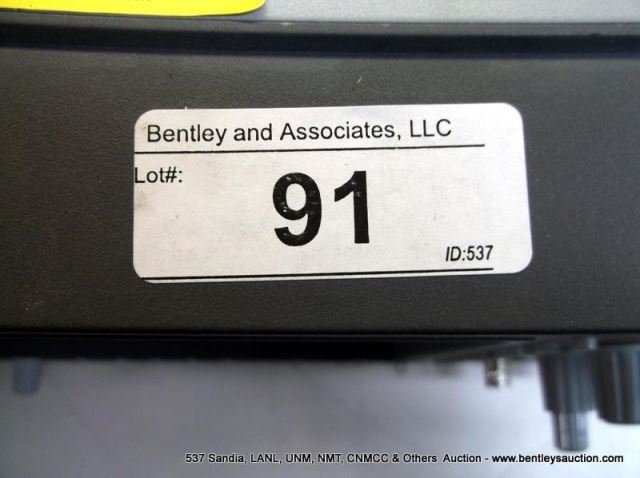 Bentley and Associates, LLC
Lot#:
91
ID:537
537 Sandia, LANL, UNM, NMT, CNMCC & Others Auction - www.bentleysauction.com